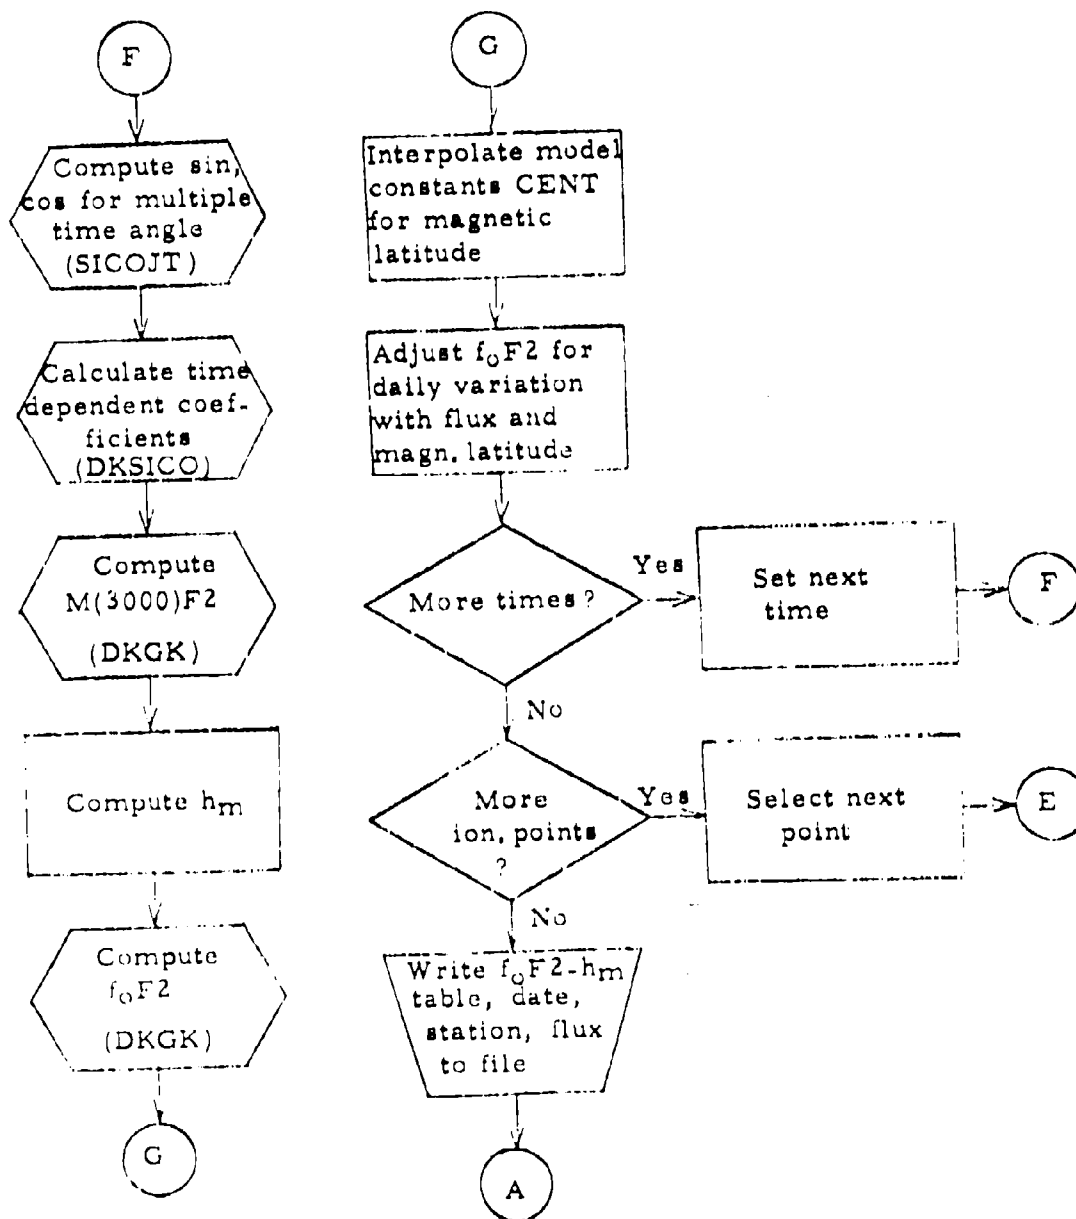 F
Compute sin,
cos for multiple
time angle
(SICOJT)
Calculate time
dependent coef-
ficients
(DKSICO)
Compute
M(3000)F2
(DKGK)
Compute hm
Compute
foF2
(DKGK)
G
G
Interpolate model
constants CENT
for magnetic
latitude
Adjust foF2 for
daily variation
with flux and
magn. latitude
More times?
Yes
Set next
time
F
No
More
ion. points
?
Yes
Select next
point
E
No
Write foF2-hm
table, date,
station, flux
to file
A